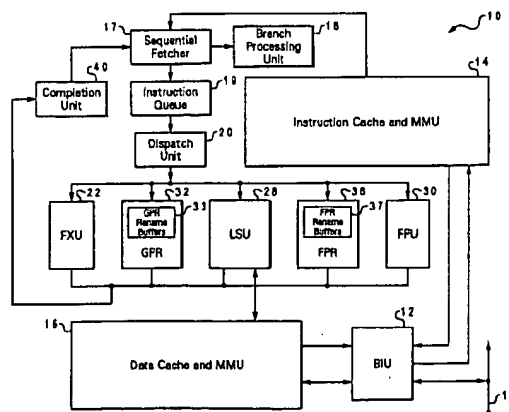 10
17
Sequential
Fetcher
18
Branch
Processing
Unit
40
Completion
Unit
19
Instruction
Queue
14
Instruction Cache and MMU
20
Dispatch
Unit
22
FXU
32
33
GPR
Rename
Buffers
GPR
28
LSU
36
37
FPR
Rename
Buffers
FPR
30
FPU
16
Data Cache and MMU
12
BIU